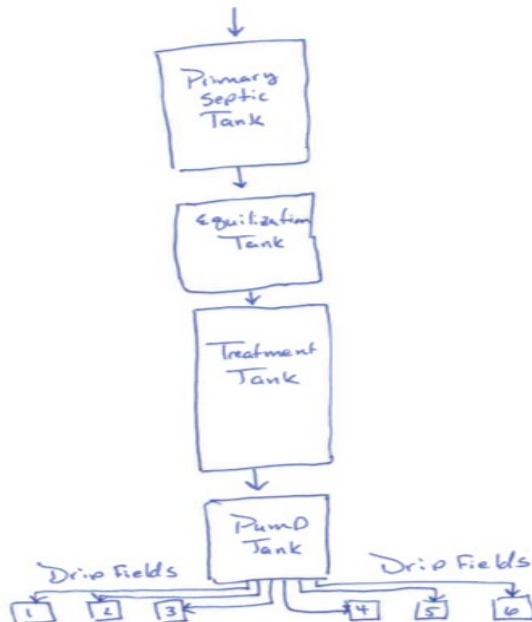 Primary
Septic
Tank
Equilization
Tank
Treatment
Tank
Pump
Tank
Drip Fields
Drip Fields
1 2 3 4 5 6